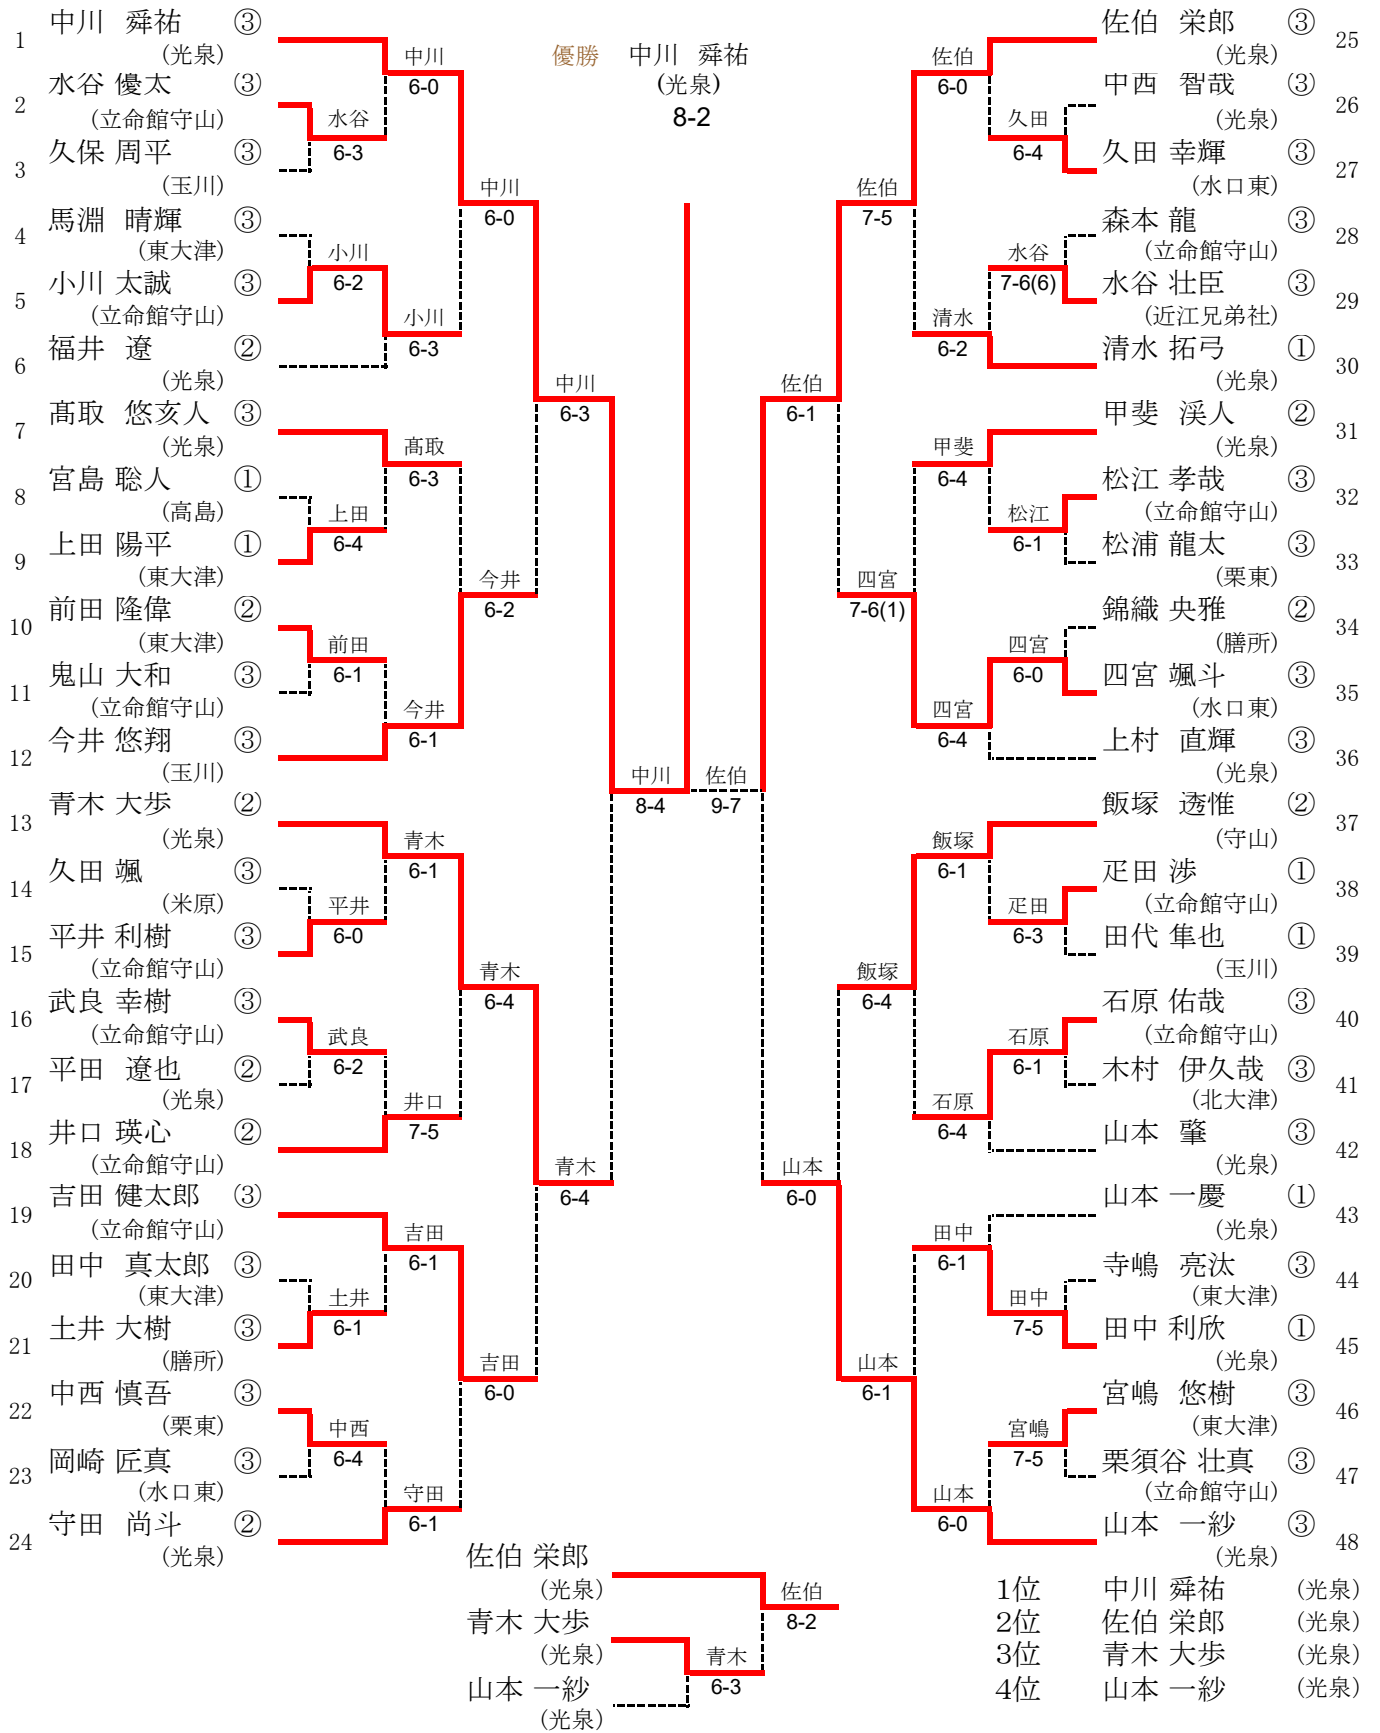 1 中川 舜祐 ③
(光泉)
2 水谷 優太 ③
(立命館守山)
3 久保 周平 ③
(玉川)
4 馬淵 晴輝 ③
(東大津)
5 小川 太誠 ③
(立命館守山)
6 福井 遼 ②
(光泉)
7 髙取 悠亥人 ③
(光泉)
8 宮島 聡人 ①
(高島)
9 上田 陽平 ①
(東大津)
10 前田 隆偉 ②
(東大津)
11 鬼山 大和 ③
(立命館守山)
12 今井 悠翔 ③
(玉川)
13 青木 大歩 ②
(光泉)
14 久田 颯 ③
(米原)
15 平井 利樹 ③
(立命館守山)
16 武良 幸樹 ③
(立命館守山)
17 平田 遼也 ②
(光泉)
18 井口 瑛心 ②
(立命館守山)
19 吉田 健太郎 ③
(立命館守山)
20 田中 真太郎 ③
(東大津)
21 土井 大樹 ③
(膳所)
22 中西 慎吾 ③
(栗東)
23 岡崎 匠真 ③
(水口東)
24 守田 尚斗 ②
(光泉)
水谷
6-3
小川
6-2
上田
6-4
前田
6-1
平井
6-0
武良
6-2
土井
6-1
中西
6-4
中川
6-0
小川
6-3
髙取
6-3
今井
6-1
青木
6-1
井口
7-5
吉田
6-1
守田
6-1
中川
6-0
今井
6-2
青木
6-4
吉田
6-0
中川
6-3
青木
6-4
中川
8-4
優勝 中川 舜祐
(光泉)
8-2
佐伯
9-7
佐伯
6-1
山本
6-0
佐伯
7-5
四宮
7-6(1)
飯塚
6-4
山本
6-1
佐伯
6-0
清水
6-2
甲斐
6-4
四宮
6-4
飯塚
6-1
石原
6-4
田中
6-1
山本
6-0
久田
6-4
水谷
7-6(6)
松江
6-1
四宮
6-0
疋田
6-3
石原
6-1
田中
7-5
宮嶋
7-5
佐伯 栄郎 ③ 25
(光泉)
中西 智哉 ③ 26
(光泉)
久田 幸輝 ③ 27
(水口東)
森本 龍 ③ 28
(立命館守山)
水谷 壮臣 ③ 29
(近江兄弟社)
清水 拓弓 ① 30
(光泉)
甲斐 渓人 ② 31
(光泉)
松江 孝哉 ③ 32
(立命館守山)
松浦 龍太 ③ 33
(栗東)
錦織 央雅 ② 34
(膳所)
四宮 颯斗 ③ 35
(水口東)
上村 直輝 ③ 36
(光泉)
飯塚 透惟 ② 37
(守山)
疋田 渉 ① 38
(立命館守山)
田代 隼也 ① 39
(玉川)
石原 佑哉 ③ 40
(立命館守山)
木村 伊久哉 ③ 41
(北大津)
山本 肇 ③ 42
(光泉)
山本 一慶 ① 43
(光泉)
寺嶋 亮汰 ③ 44
(東大津)
田中 利欣 ① 45
(光泉)
宮嶋 悠樹 ③ 46
(東大津)
栗須谷 壮真 ③ 47
(立命館守山)
山本 一紗 ③ 48
(光泉)
佐伯 栄郎
(光泉)
青木 大歩
(光泉)
山本 一紗
(光泉)
青木
6-3
佐伯
8-2
1位 中川 舜祐 (光泉)
2位 佐伯 栄郎 (光泉)
3位 青木 大歩 (光泉)
4位 山本 一紗 (光泉)